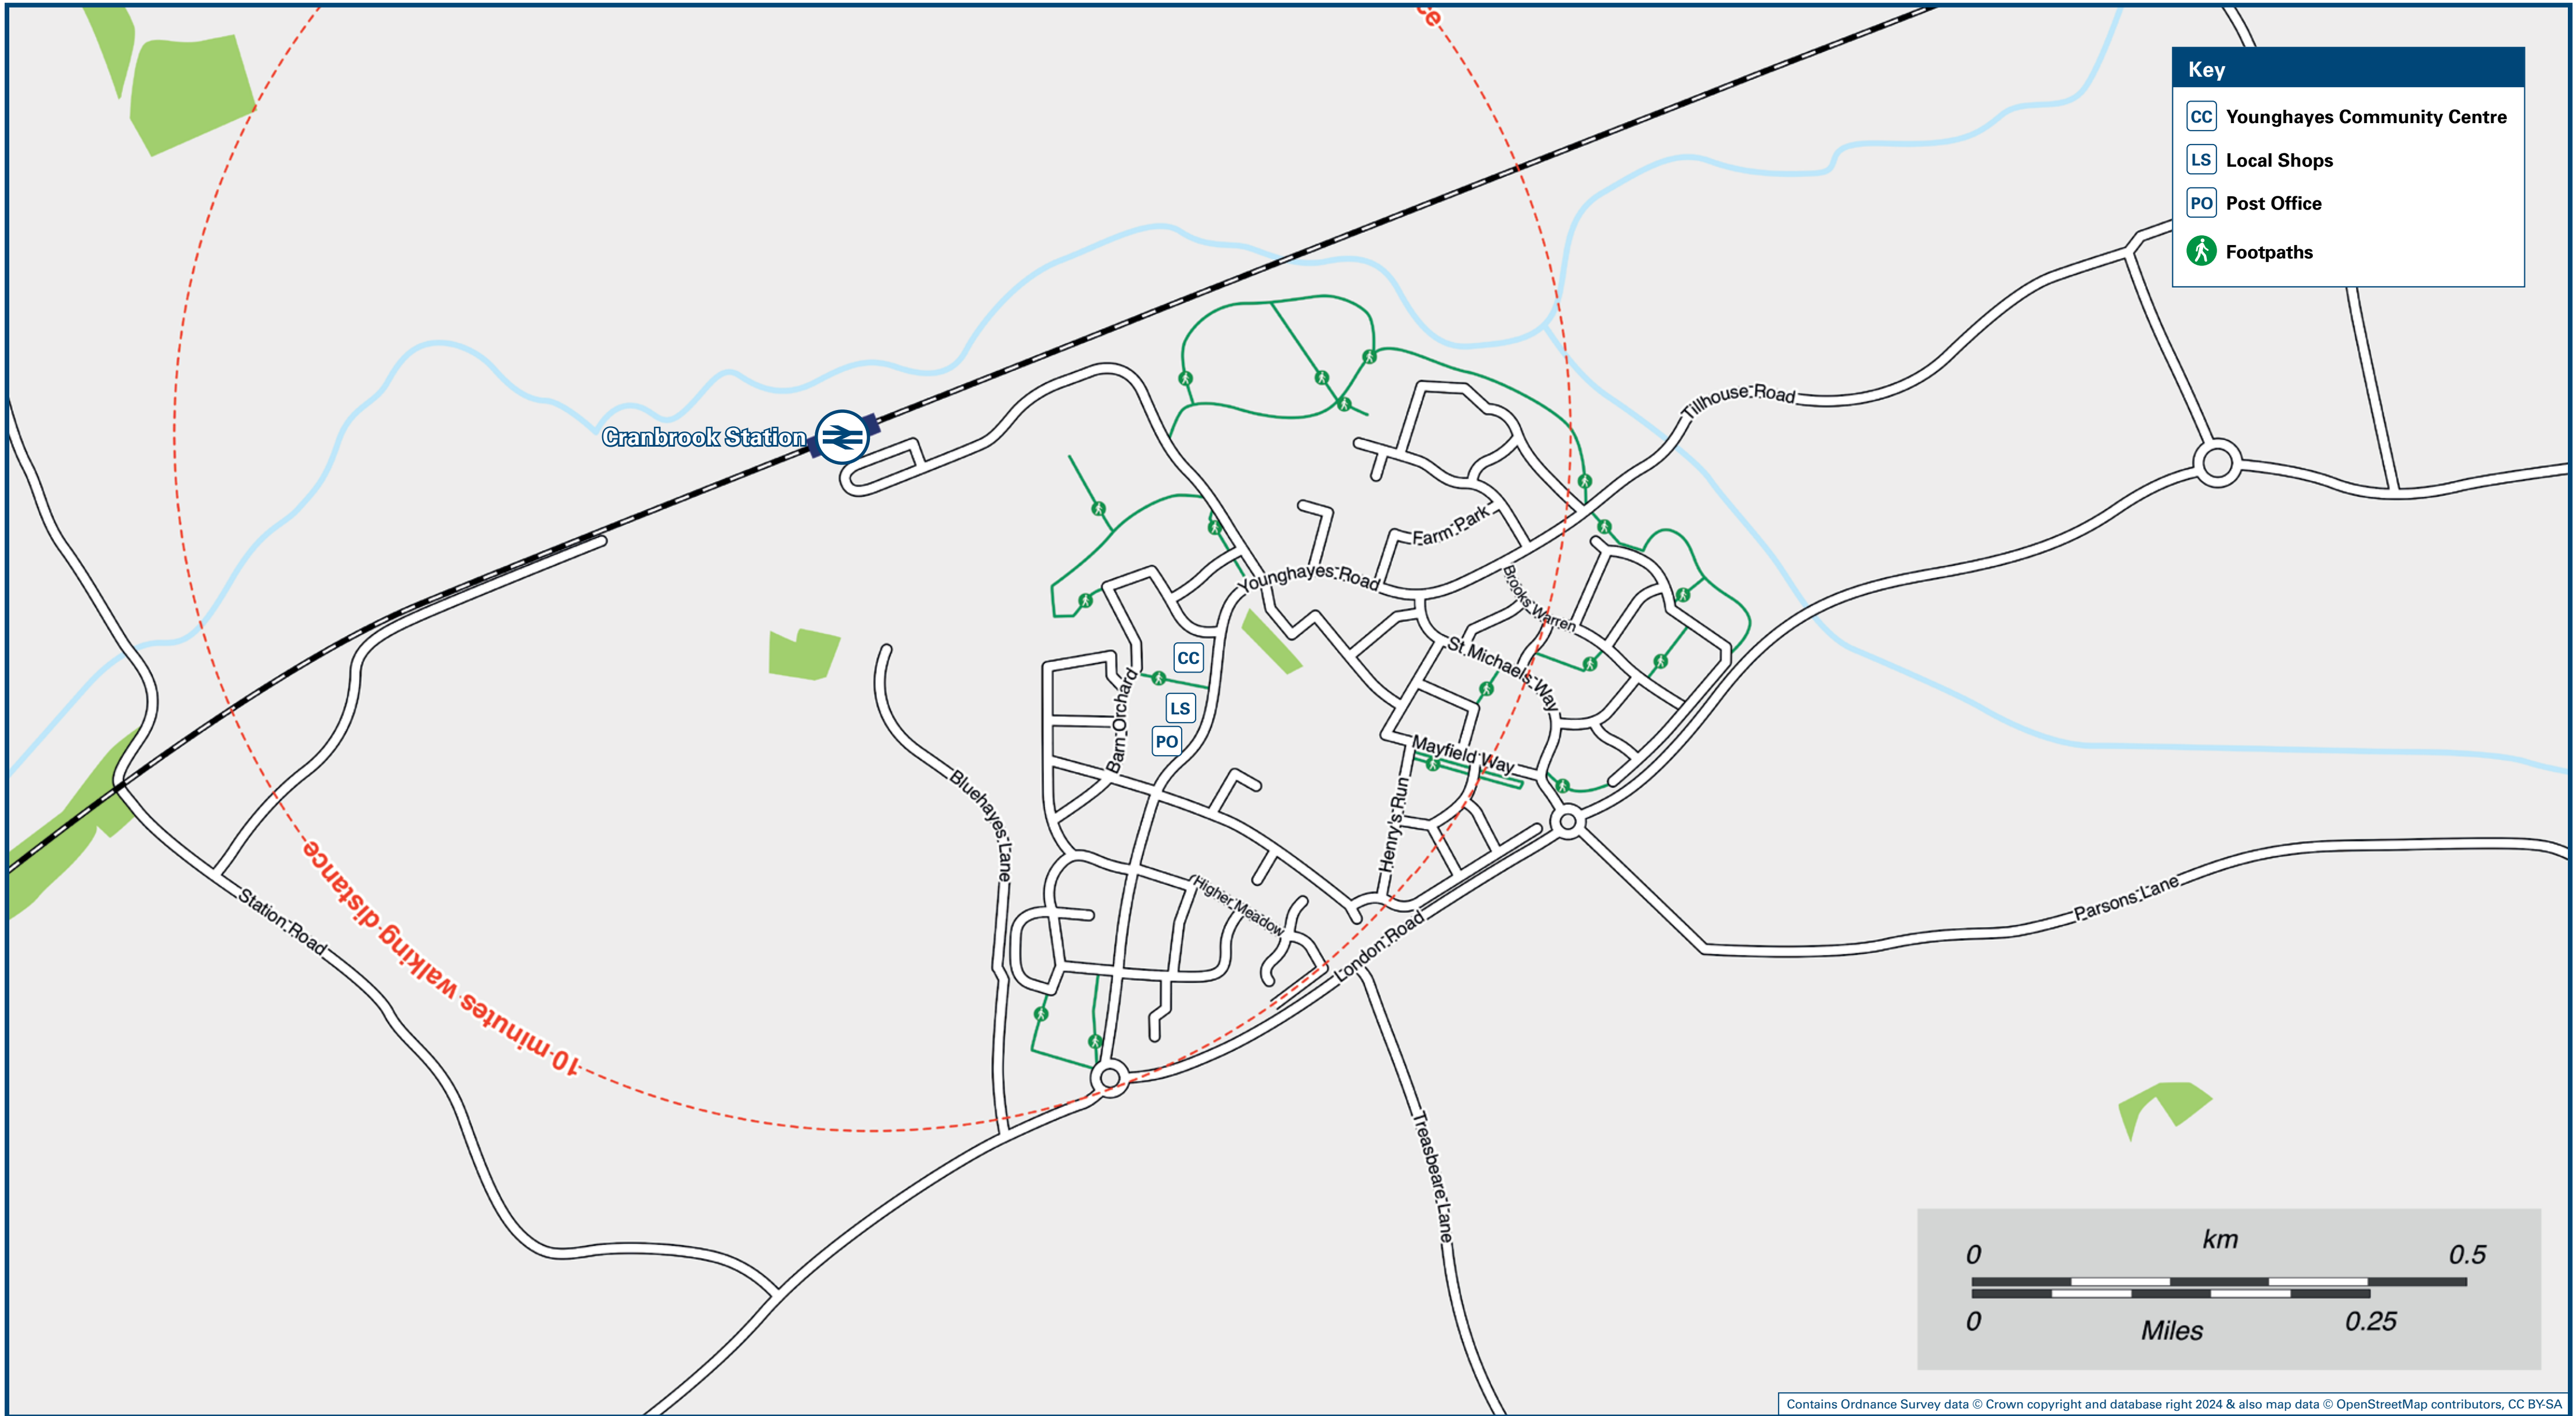 ce
Key
CC Younghayes Community Centre
LS Local Shops
PO Post Office
Footpaths
Cranbrook Station
Tillhouse Road
Farm Park
Younghayes Road
Brooks Warren
St Michaels Way
CC
LS
PO
Barn Orchard
Mayfield Way
Henry's Run
Bluehayes Lane
Higher Meadow
London Road
Parsons Lane
Station Road
10 minutes walking distance
Treasbeare Lane
km
0 0.5
0 0.25
Miles
Contains Ordnance Survey data © Crown copyright and database right 2024 & also map data © OpenStreetMap contributors, CC BY-SA